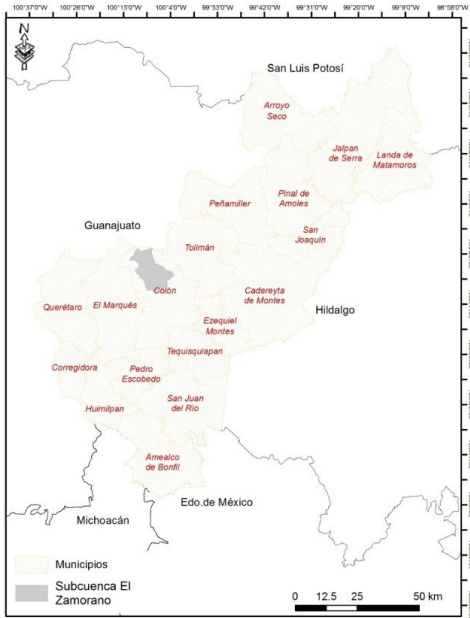 100°37'0"W 100°26'0"W 100°15'0"W 100°4'0"W 99°53'0"W 99°42'0"W 99°31'0"W 99°20'0"W 99°9'0"W 98°58'0"W
N
San Luis Potosí
Arroyo
Seco
Jalpan
de Serra
Landa de
Matamoros
Pinal de
Amoles
Peñamiller
Guanajuato
San
Joaquín
Tolimán
Colón
Cadereyta
de Montes
Querétaro
El Marqués
Hidalgo
Ezequiel
Montes
Tequisquiapan
Corregidora
Pedro
Escobedo
Huimilpan
San Juan
del Río
Amealco
de Bonfil
Edo.de México
Michoacán
Municipios
Subcuenca El
Zamorano
0 12.5 25 50 km